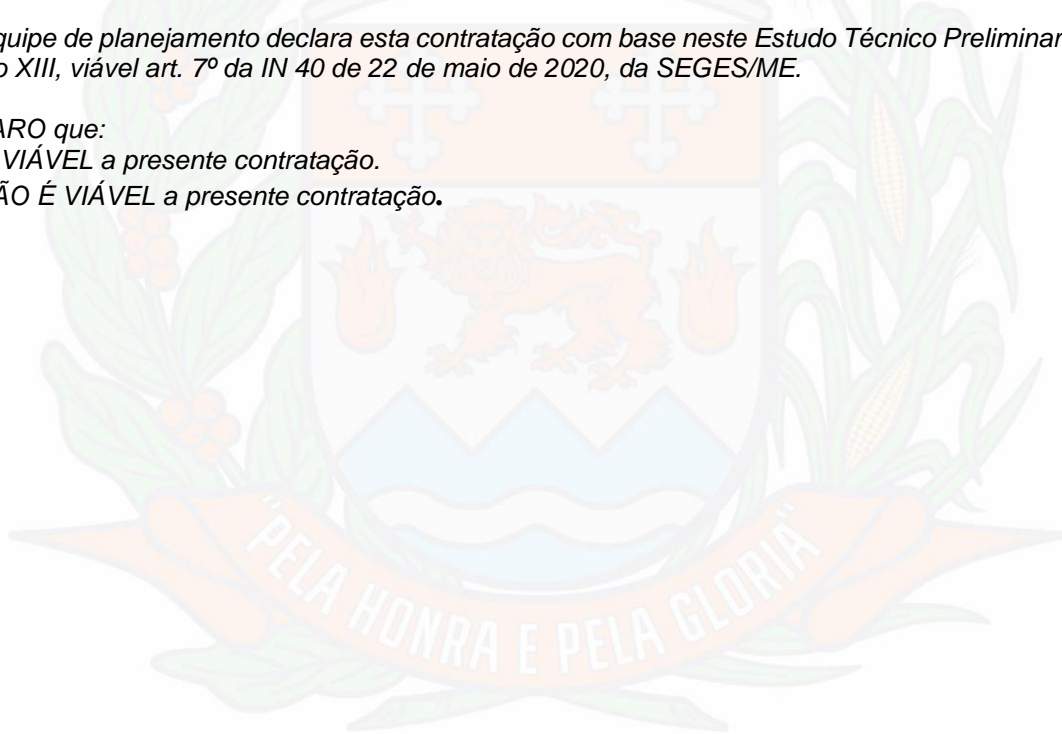 quipe de planejamento declara esta contratação com base neste Estudo Técnico Preliminar
o XIII, viável art. 7º da IN 40 de 22 de maio de 2020, da SEGES/ME.
ARO que:
VIÁVEL a presente contratação.
ÃO É VIÁVEL a presente contratação.
"PELA HONRA E PELA GLORIA"